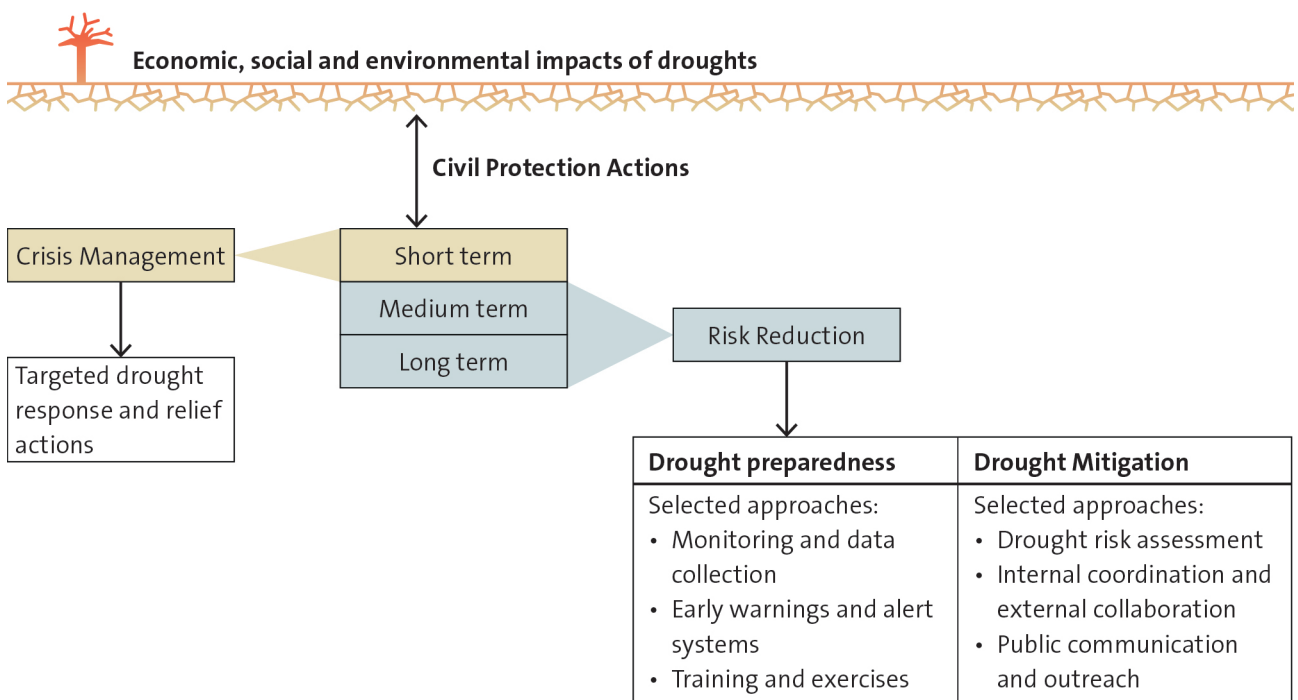 Economic, social and environmental impacts of droughts
Civil Protection Actions
Crisis Management
Short term
Medium term
Long term
Risk Reduction
Targeted drought
response and relief
actions
Drought preparedness
Selected approaches:
• Monitoring and data
collection
• Early warnings and alert
systems
• Training and exercises
Drought Mitigation
Selected approaches:
• Drought risk assessment
• Internal coordination and
external collaboration
• Public communication
and outreach